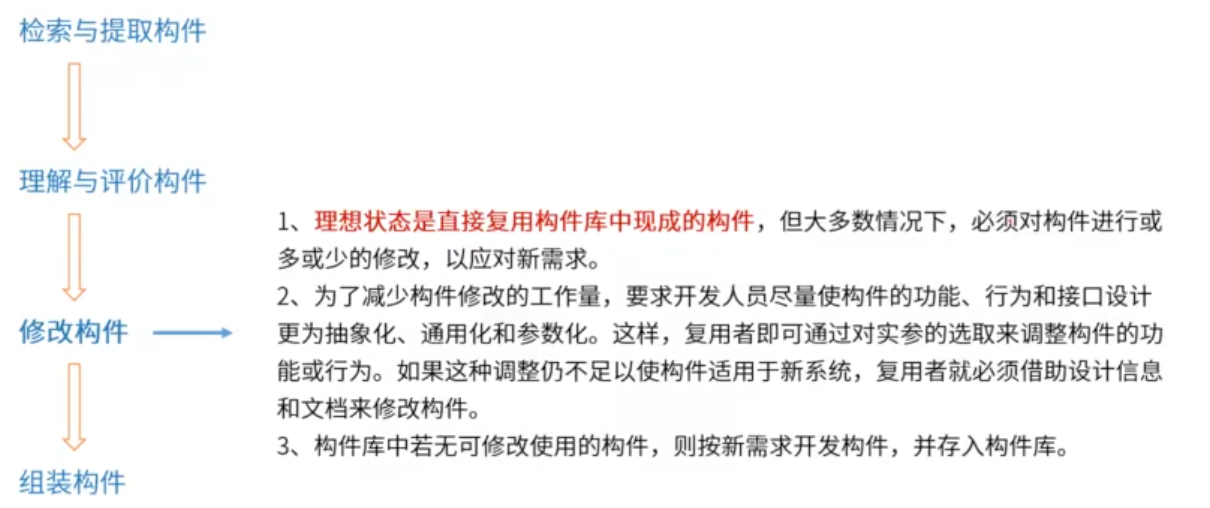 检索与提取构件
理解与评价构件
1、理想状态是直接复用构件库中现成的构件，但大多数情况下，必须对构件进行或
多或少的修改，以应对新需求。
2、为了减少构件修改的工作量，要求开发人员尽量使构件的功能、行为和接口设计
更为抽象化、通用化和参数化。这样，复用者即可通过对实参的选取来调整构件的功
能或行为。如果这种调整仍不足以使构件适用于新系统，复用者就必须借助设计信息
和文档来修改构件。
3、构件库中若无可修改使用的构件，则按新需求开发构件，并存入构件库。
修改构件
组装构件